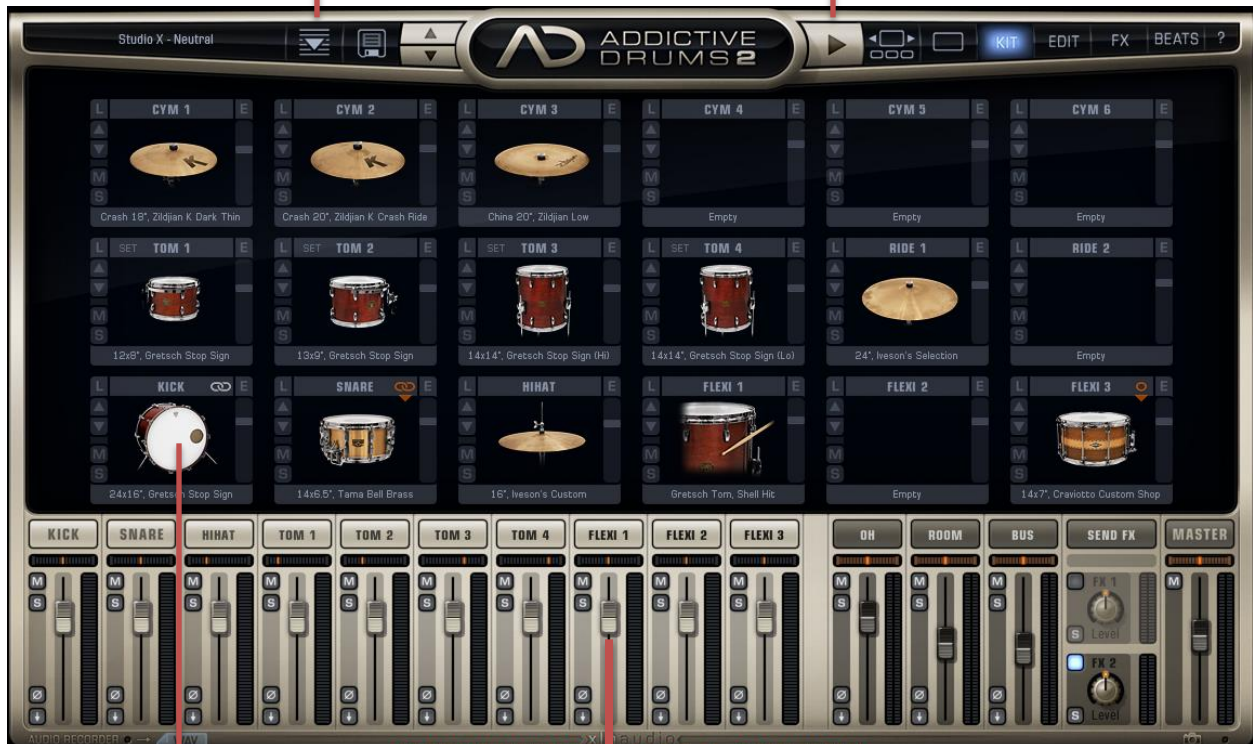 Studio X - Neutral
ADDICTIVE DRUMS 2
KIT EDIT FX BEATS ?
L CYM 1 E L CYM 2 E L CYM 3 E L CYM 4 E L CYM 5 E L CYM 6 E
M M M M M M
S S S S S S
Crash 18", Zildjian K Dark Thin Crash 20", Zildjian K Crash Ride China 20", Zildjian Low Empty Empty Empty
L SET TOM 1 E L SET TOM 2 E L SET TOM 3 E L SET TOM 4 E L RIDE 1 E L RIDE 2 E
M M M M M M
S S S S S S
12x8", Gretsch Stop Sign 13x9", Gretsch Stop Sign 14x14", Gretsch Stop Sign (Hi) 14x14", Gretsch Stop Sign (Lo) 24", Iveson's Selection Empty
L KICK E L SNARE E L HIHAT E L FLEXI 1 E L FLEXI 2 E L FLEXI 3 E
M M M M M M
S S S S S S
24x16", Gretsch Stop Sign 14x6.5", Tama Bell Brass 16", Iveson's Custom Gretsch Tom, Shell Hit Empty 14x7", Craviotto Custom Shop
KICK SNARE HIHAT TOM 1 TOM 2 TOM 3 TOM 4 FLEXI 1 FLEXI 2 FLEXI 3 OH ROOM BUS SEND FX MASTER
M M M M M M M M M M M M M FX 1 M
S S S S S S S S S S S S S
S Level
FX 2
Ø Ø Ø Ø Ø Ø Ø Ø Ø Ø Ø Ø Ø
S Level
AUDIO RECORDER WAV